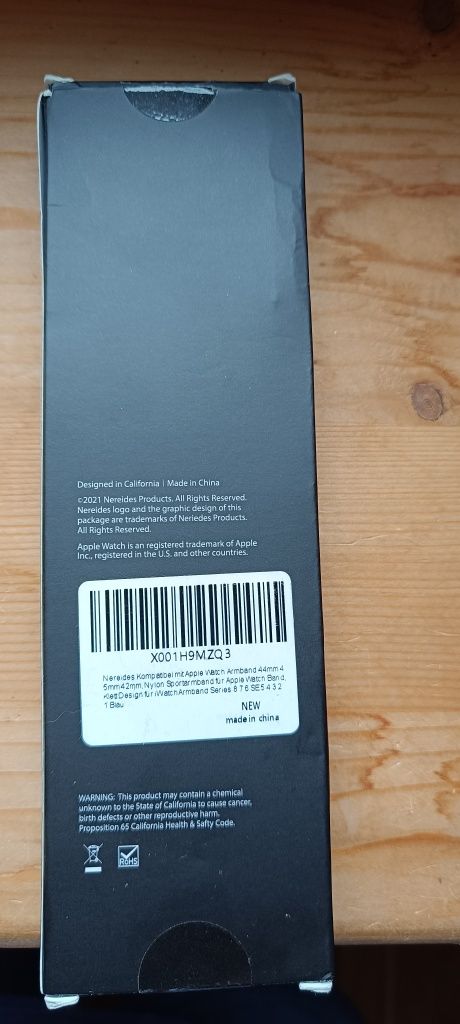 Designed in California | Made in China
©2021 Nereides Products. All Rights Reserved.
Nereides logo and the graphic design of this
package are trademarks of Neriedes Products.
All Rights Reserved.
Apple Watch is an registered trademark of Apple
Inc., registered in the U.S. and other countries.
X001H9MZQ3
Nereides Kompatibel mit Apple Watch Armband 44mm 4
5mm 42mm, Nylon Sportarmband für Apple Watch Band,
Klett Design für iWatch Armband Series 8 7 6 SE 5 4 3 2
1 Blau
NEW
made in china
WARNING: This product may contain a chemical
unknown to the State of California to cause cancer,
birth defects or other reproductive harm.
Proposition 65 California Health & Safty Code.
RoHS